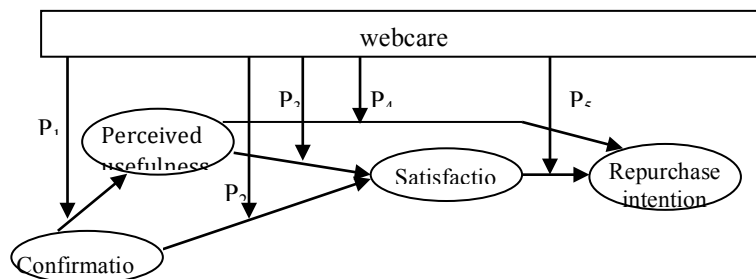 webcare
P1
P2
P3
P4
P5
Perceived
usefulness
Satisfactio
Repurchase
intention
Confirmatio